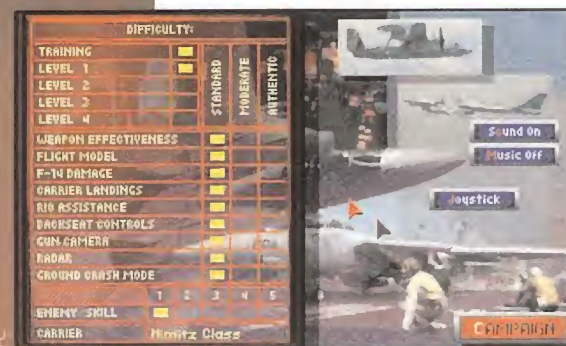 DIFFICULTY:
TRAINING
LEVEL 1
LEVEL 2
LEVEL 3
LEVEL 4
STANDARD
MODERATE
AUTHENTIC
WEAPON EFFECTIVENESS
FLIGHT MODEL
F-14 DAMAGE
CARRIER LANDINGS
RIO ASSISTANCE
BACKSEAT CONTROLS
GUN CAMERA
RADAR
GROUND CRASH MODE
1 2 3 4 5
ENEMY SKILL
CARRIER Nimitz Class
Sound On
Music Off
Joystick
CAMPAIGN